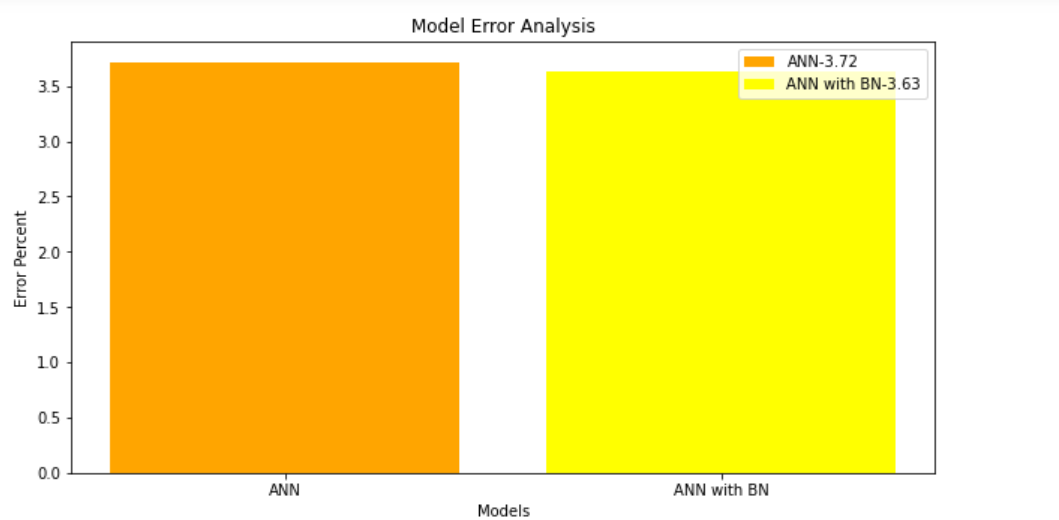 Model Error Analysis
ANN-3.72
ANN with BN-3.63
3.5
3.0
2.5
2.0
1.5
1.0
0.5
0.0
Error Percent
ANN
ANN with BN
Models